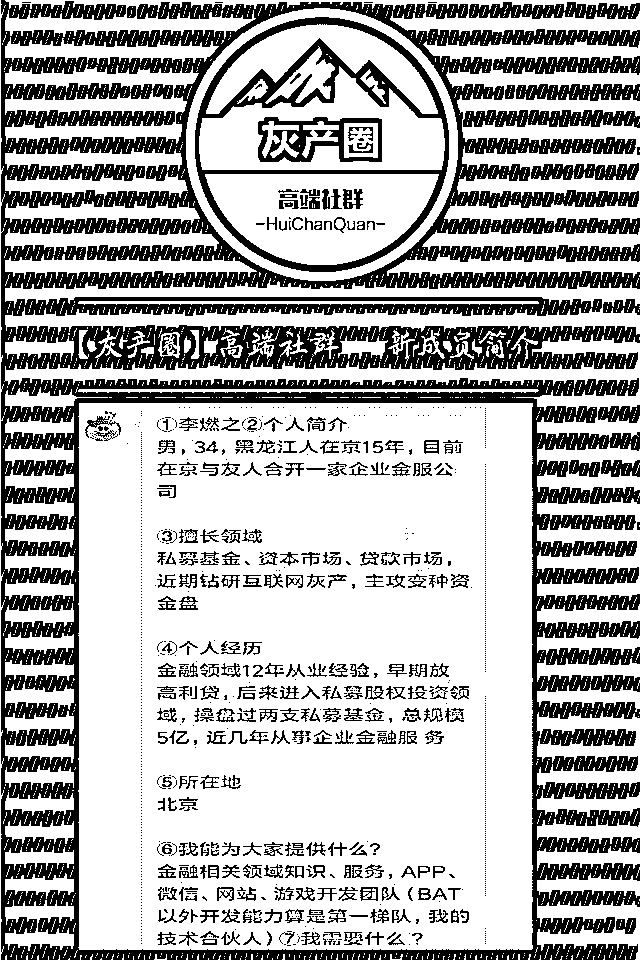 灰产圈
高端社群
-HuiChanQuan-
【灰产圈】高端社群 新成员简介
①李燃之②个人简介
男，34，黑龙江人在京15年，目前
在京与友人合开一家企业金服公
司
③擅长领域
私募基金、资本市场、贷款市场，
近期钻研互联网灰产，主攻变种资
金盘
④个人经历
金融领域12年从业经验，早期放
高利贷，后来进入私募股权投资领
域，操盘过两支私募基金，总规模
5亿，近几年从事企业金融服 务
⑤所在地
北京
⑥我能为大家提供什么？
金融相关领域知识、服务，APP、
微信、网站、游戏开发团队（BAT
以外开发能力算是第一梯队，我的
技术合伙人）⑦我需要什么？